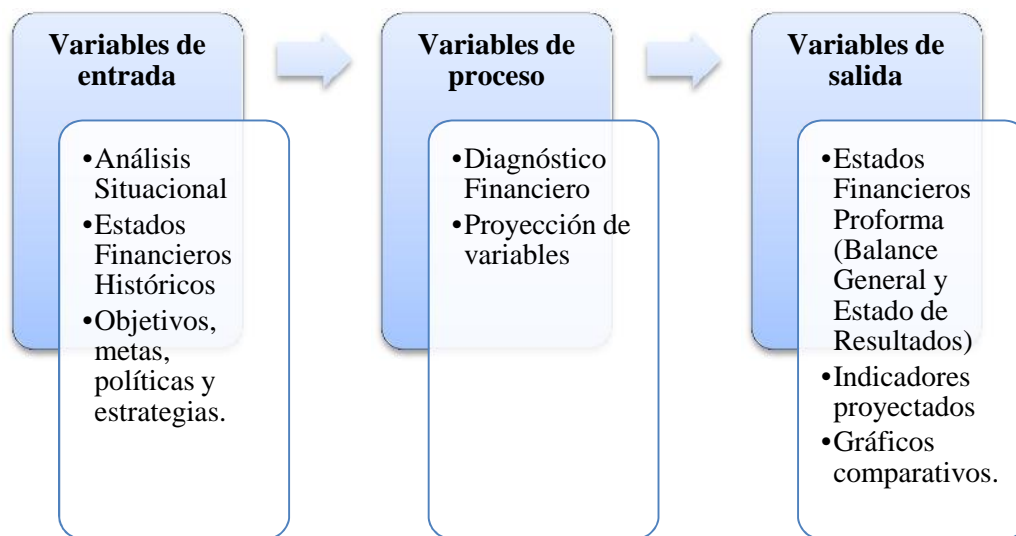 Variables de
entrada
•Análisis
Situacional
•Estados
Financieros
Históricos
•Objetivos,
metas,
políticas y
estrategias.
Variables de
proceso
•Diagnóstico
Financiero
•Proyección de
variables
Variables de
salida
•Estados
Financieros
Proforma
(Balance
General y
Estado de
Resultados)
•Indicadores
proyectados
•Gráficos
comparativos.